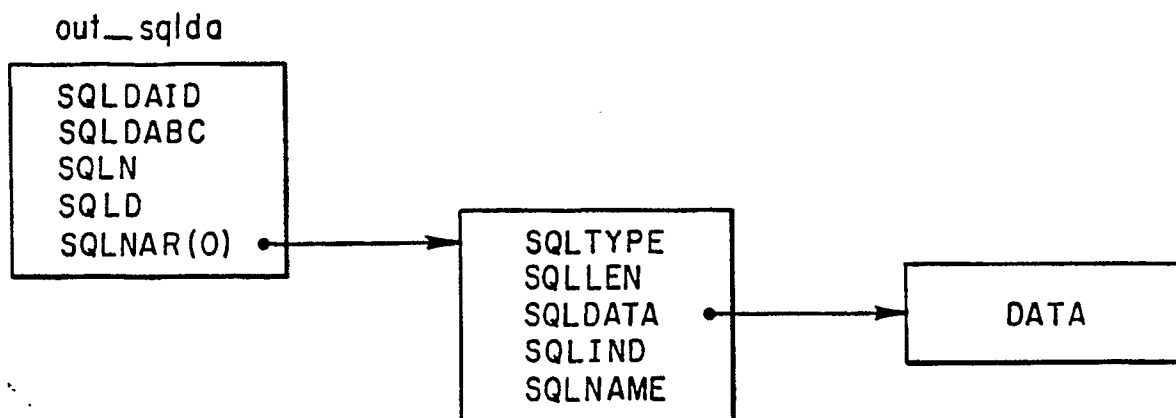 out_sqlda
SQLDAID
SQLDABC
SQLN
SQLD
SQLNAR(0)
SQLTYPE
SQLLEN
SQLDATA
SQLIND
SQLNAME
DATA